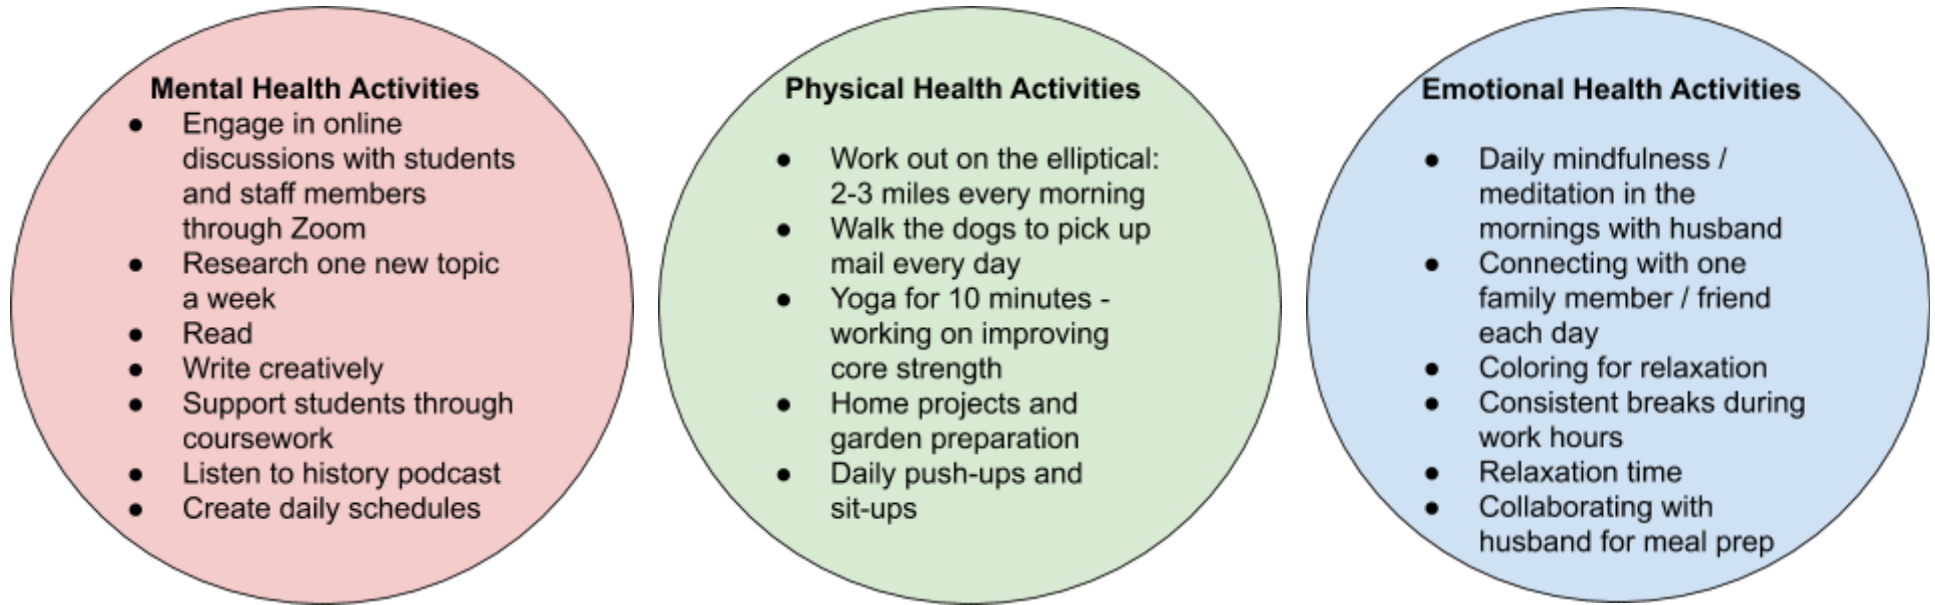 Mental Health Activities
● Engage in online
discussions with students
and staff members
through Zoom
● Research one new topic
a week
● Read
● Write creatively
● Support students through
coursework
● Listen to history podcast
● Create daily schedules
Physical Health Activities
● Work out on the elliptical:
2-3 miles every morning
● Walk the dogs to pick up
mail every day
● Yoga for 10 minutes -
working on improving
core strength
● Home projects and
garden preparation
● Daily push-ups and
sit-ups
Emotional Health Activities
● Daily mindfulness /
meditation in the
mornings with husband
● Connecting with one
family member / friend
each day
● Coloring for relaxation
● Consistent breaks during
work hours
● Relaxation time
● Collaborating with
husband for meal prep